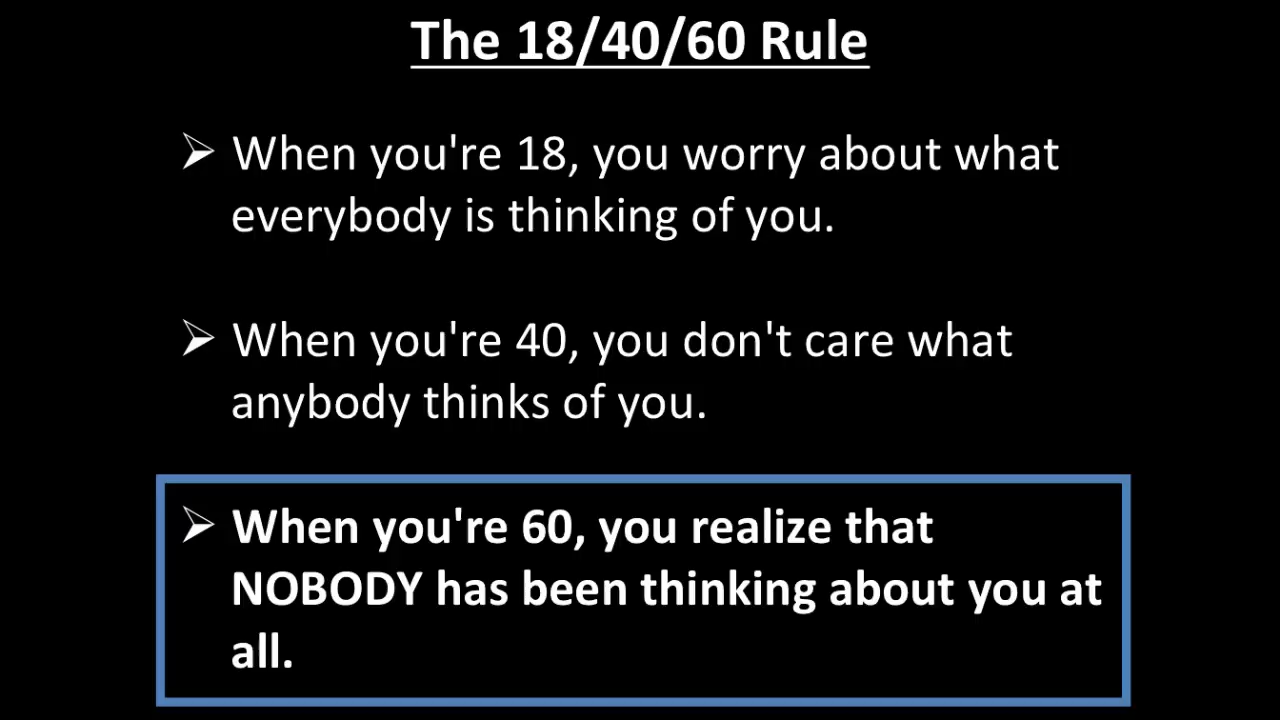 The 18/40/60 Rule
➢ When you're 18, you worry about what
everybody is thinking of you.
➢ When you're 40, you don't care what
anybody thinks of you.
➢ When you're 60, you realize that
NOBODY has been thinking about you at
all.